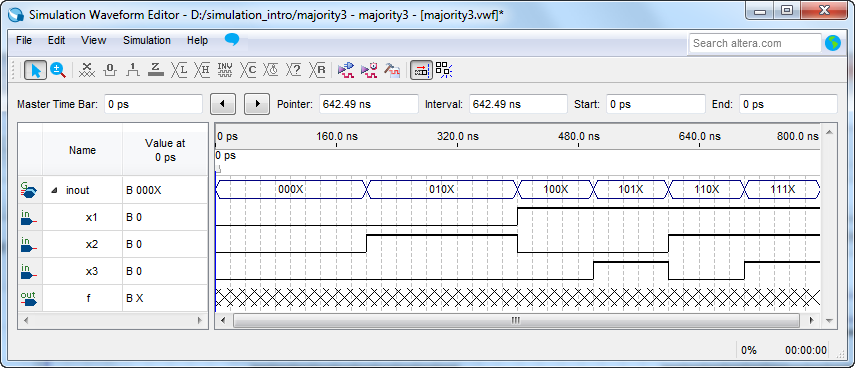 Simulation Waveform Editor - D:/simulation_intro/majority3 - majority3 - [majority3.vwf]*
File Edit View Simulation Help
Search altera.com
Master Time Bar: 0 ps Pointer: 642.49 ns Interval: 642.49 ns Start: 0 ps End: 0 ps
Name Value at 0 ps
0 ps 160.0 ns 320.0 ns 480.0 ns 640.0 ns 800.0 ns
0 ps
inout B 000X 000X 010X 100X 101X 110X 111X
in x1 B 0
in x2 B 0
in x3 B 0
out f B X
0% 00:00:00